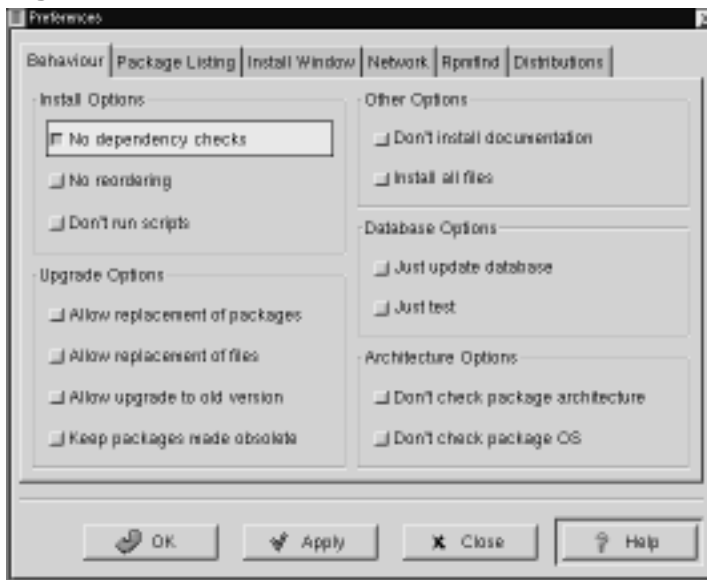 Preferences
Behaviour Package Listing Install Window Network Rpmfind Distributions
Install Options
No dependency checks
No reordering
Don't run scripts
Upgrade Options
Allow replacement of packages
Allow replacement of files
Allow upgrade to old version
Keep packages made obsolete
Other Options
Don't install documentation
Install all files
Database Options
Just update database
Just test
Architecture Options
Don't check package architecture
Don't check package OS
OK Apply Close Help